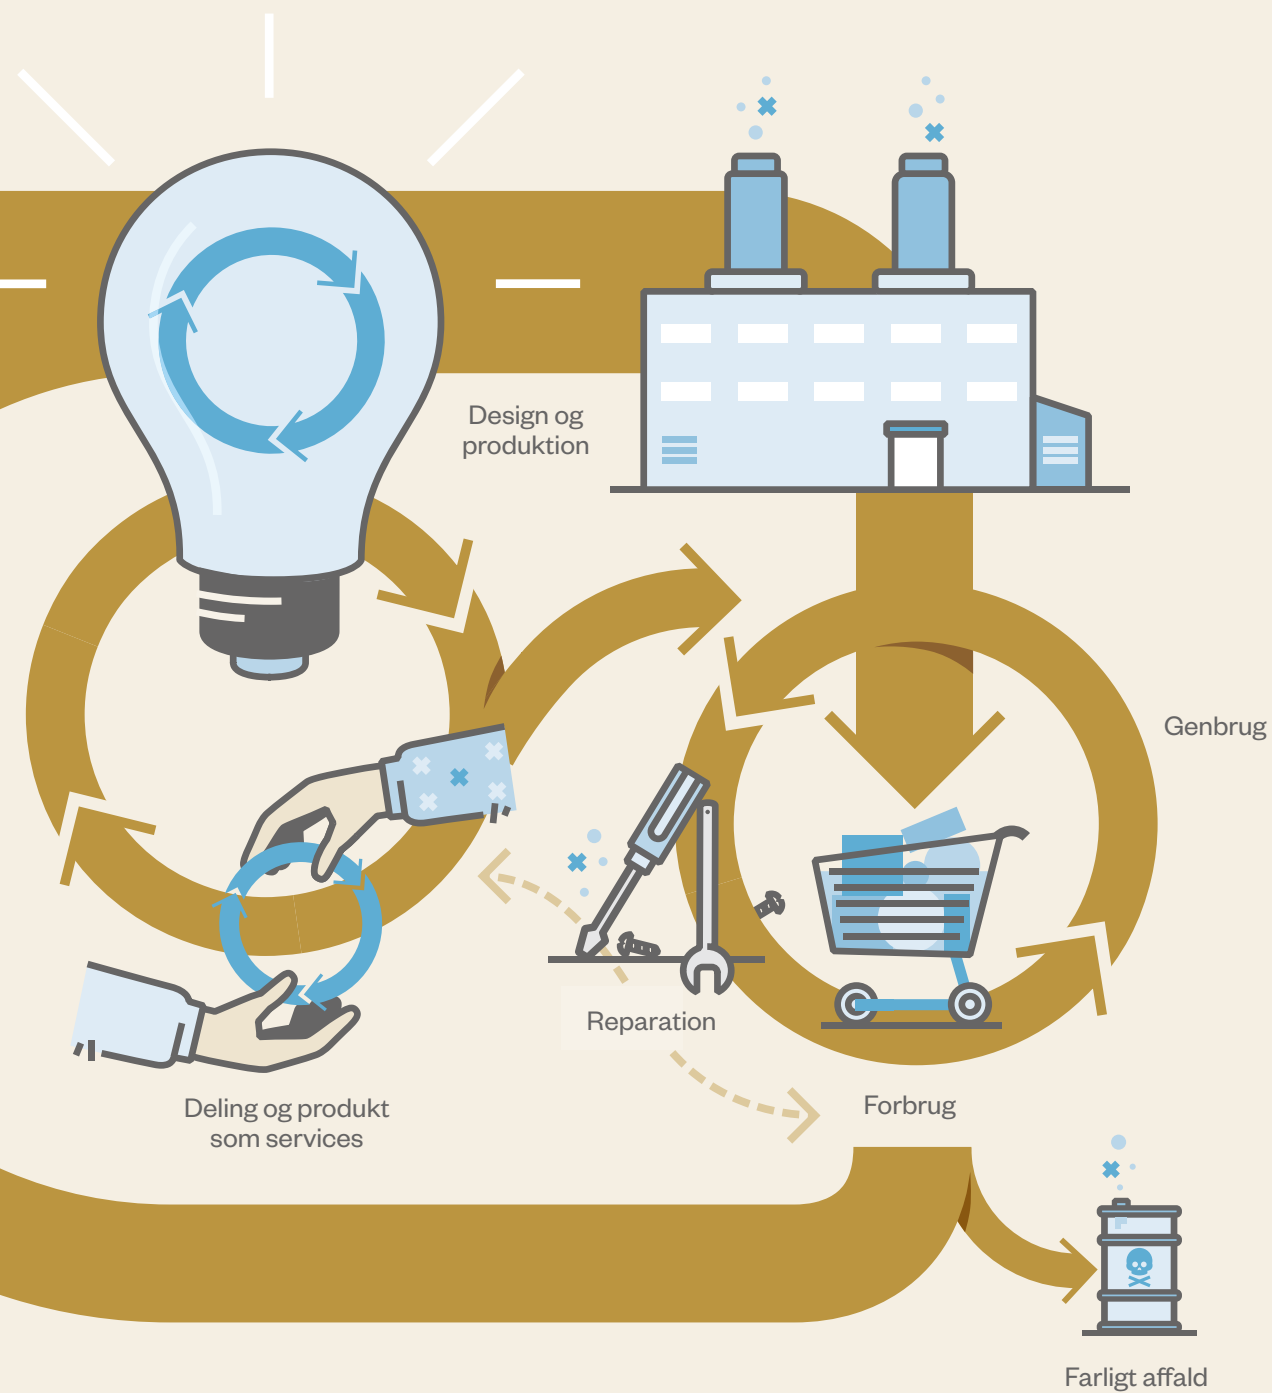 Design og
produktion
Genbrug
Reparation
Deling og produkt
som services
Forbrug
Farligt affald